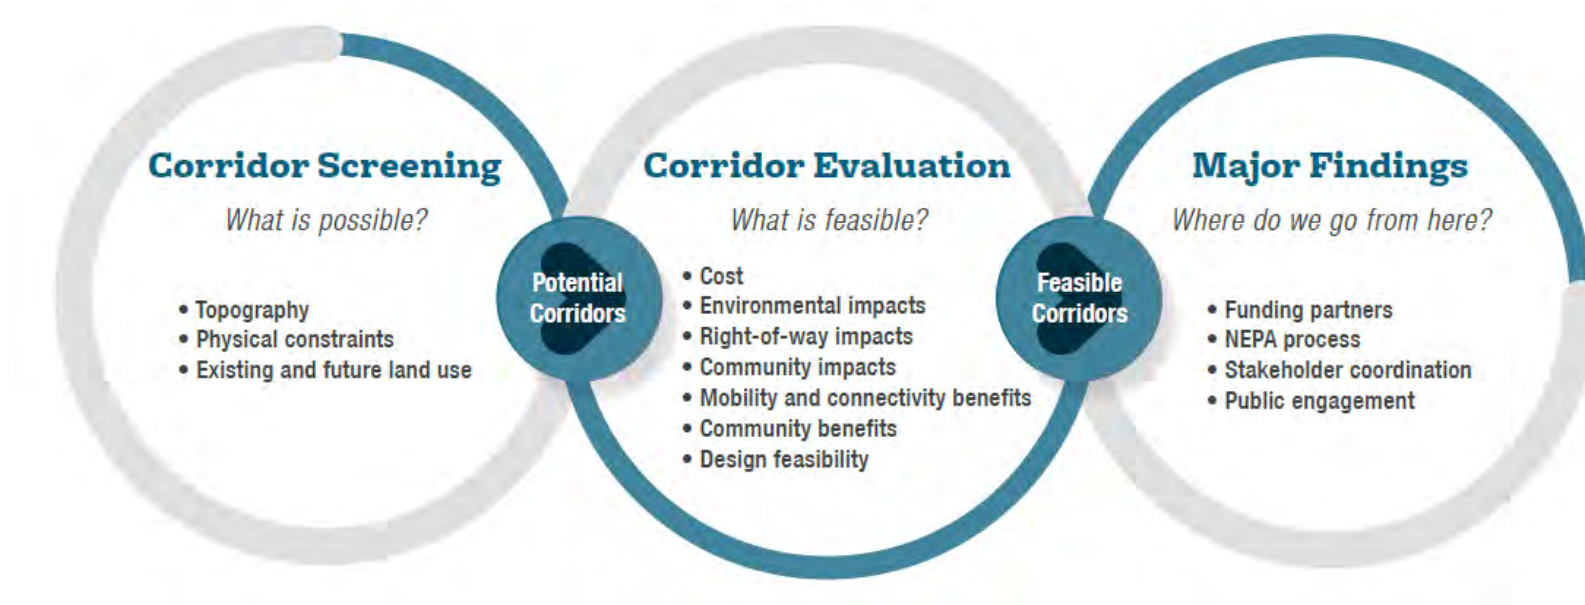 Corridor Screening
What is possible?
• Topography
• Physical constraints
• Existing and future land use
Potential
Corridors
Corridor Evaluation
What is feasible?
• Cost
• Environmental impacts
• Right-of-way impacts
• Community impacts
• Mobility and connectivity benefits
• Community benefits
• Design feasibility
Feasible
Corridors
Major Findings
Where do we go from here?
• Funding partners
• NEPA process
• Stakeholder coordination
• Public engagement